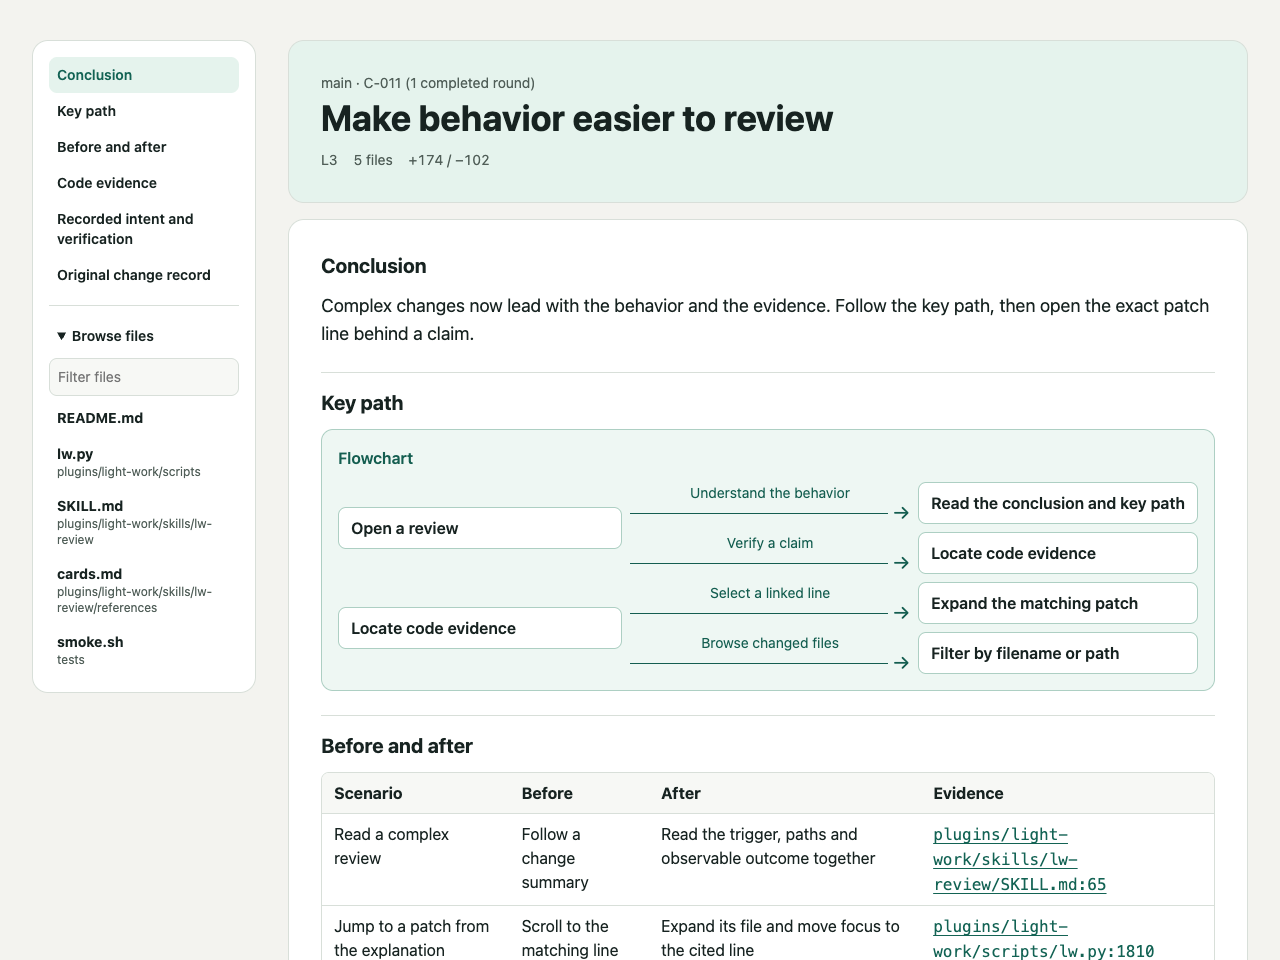 Conclusion
Key path
Before and after
Code evidence
Recorded intent and
verification
Original change record
▼ Browse files
Filter files
README.md
lw.py
plugins/light-work/scripts
SKILL.md
plugins/light-work/skills/lw-
review
cards.md
plugins/light-work/skills/lw-
review/references
smoke.sh
tests
main · C-011 (1 completed round)
Make behavior easier to review
L3 5 files +174 / −102
Conclusion
Complex changes now lead with the behavior and the evidence. Follow the key path, then open the exact patch
line behind a claim.
Key path
Flowchart
Open a review
Understand the behavior
Read the conclusion and key path
Verify a claim
Locate code evidence
Locate code evidence
Select a linked line
Expand the matching patch
Browse changed files
Filter by filename or path
Before and after
Scenario Before After Evidence
Read a complex
review
Follow a
change
summary
Read the trigger, paths and
observable outcome together
plugins/light-
work/skills/lw-
review/SKILL.md:65
Jump to a patch from
the explanation
Scroll to the
matching line
Expand its file and move focus to
the cited line
plugins/light-
work/scripts/lw.py:1810